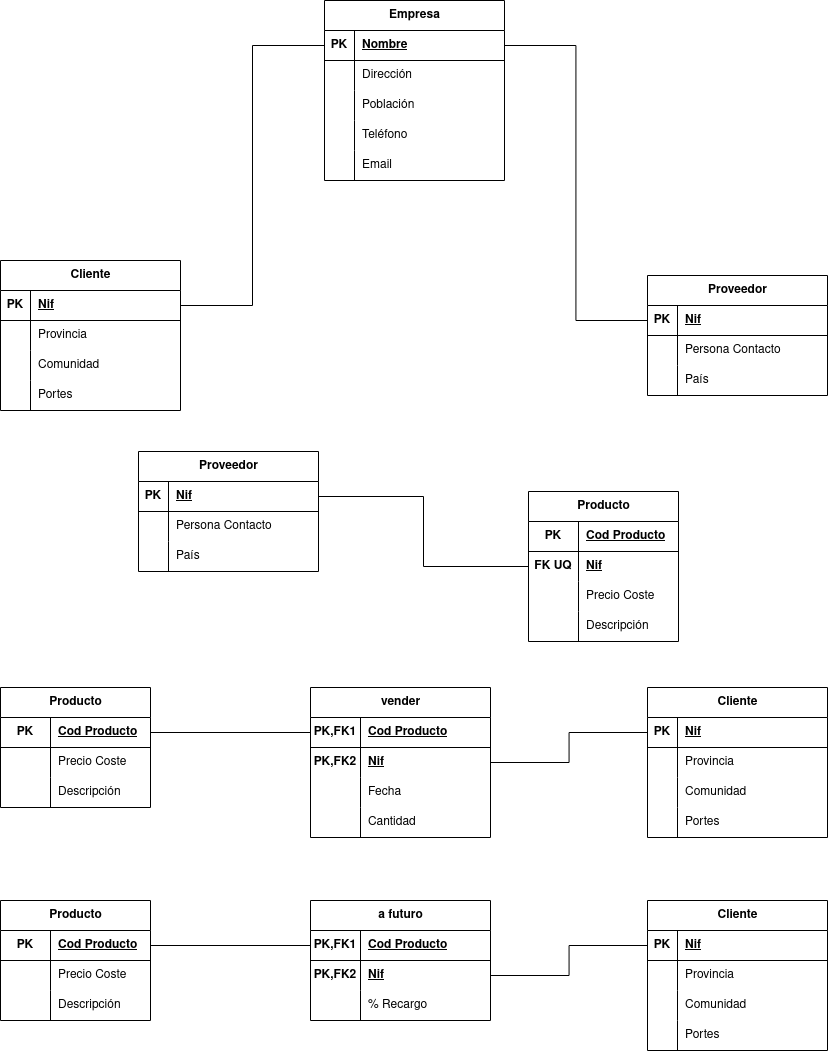 Empresa
PK Nombre
Dirección
Población
Teléfono
Email
Cliente
PK Nif
Provincia
Comunidad
Portes
Proveedor
PK Nif
Persona Contacto
País
Proveedor
PK Nif
Persona Contacto
País
Producto
PK Cod Producto
FK UQ Nif
Precio Coste
Descripción
Producto
PK Cod Producto
Precio Coste
Descripción
vender
PK,FK1 Cod Producto
PK,FK2 Nif
Fecha
Cantidad
Cliente
PK Nif
Provincia
Comunidad
Portes
Producto
PK Cod Producto
Precio Coste
Descripción
a futuro
PK,FK1 Cod Producto
PK,FK2 Nif
% Recargo
Cliente
PK Nif
Provincia
Comunidad
Portes